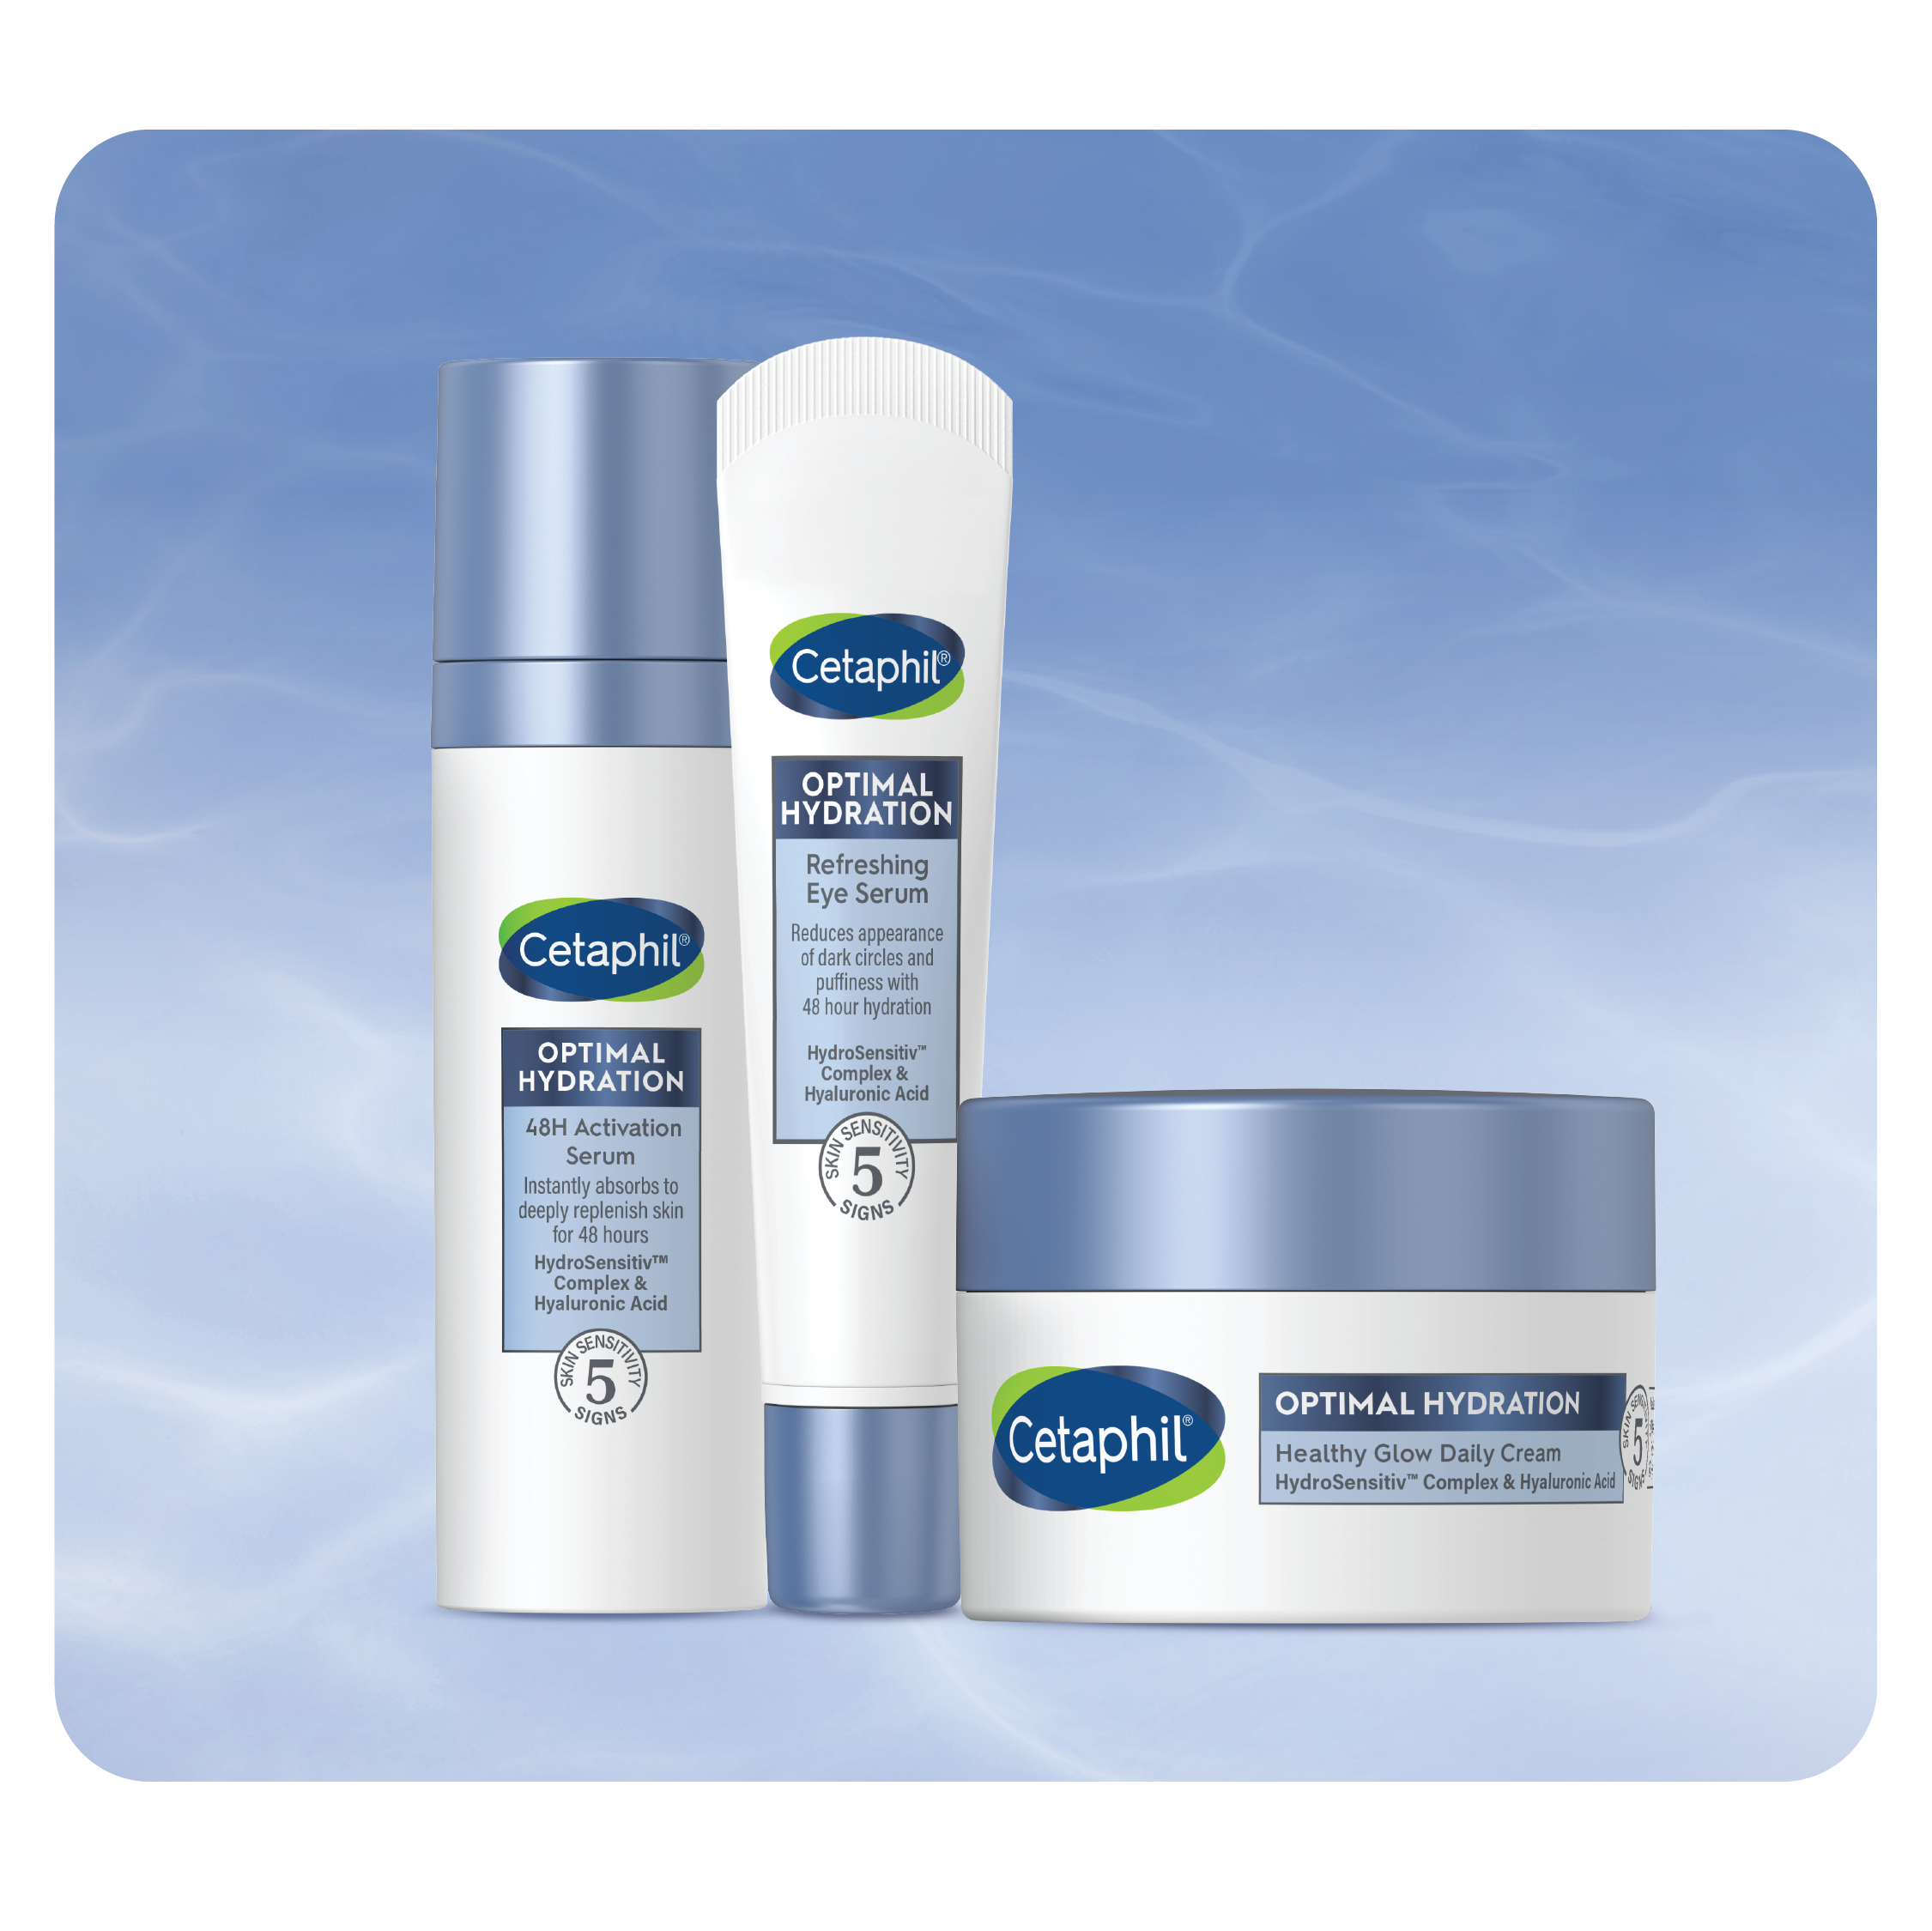 Cetaphil®
OPTIMAL
HYDRATION
48H Activation
Serum
Instantly absorbs to
deeply replenish skin
for 48 hours
HydroSensitiv™
Complex &
Hyaluronic Acid
SKIN SENSITIVITY
5
SIGNS
Cetaphil®
OPTIMAL
HYDRATION
Refreshing
Eye Serum
Reduces appearance
of dark circles and
puffiness with
48 hour hydration
HydroSensitiv™
Complex &
Hyaluronic Acid
SKIN SENSITIVITY
5
SIGNS
Cetaphil®
OPTIMAL HYDRATION
Healthy Glow Daily Cream
HydroSensitiv™ Complex & Hyaluronic Acid
5